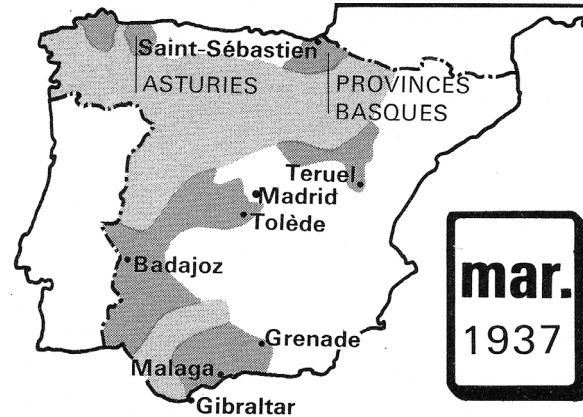 Saint-Sébastien
ASTURIES
PROVINCES
BASQUES
Teruel
Madrid
Tolède
Badajoz
mar.
1937
Grenade
Malaga
Gibraltar